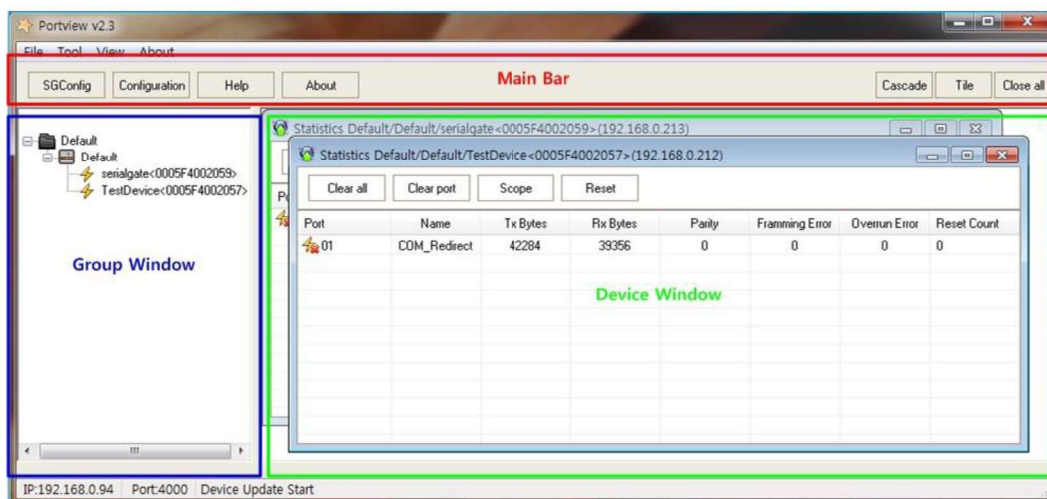 Portview v2.3
File Tool View About
SGConfig Configuration Help About Main Bar Cascade Tile Close all
Default
Default
serialgate<0005F4002059>
TestDevice<0005F4002057>
Group Window
Statistics Default/Default/serialgate<0005F4002059>(192.168.0.213)
Statistics Default/Default/TestDevice<0005F4002057>(192.168.0.212)
Clear all Clear port Scope Reset
Port Name Tx Bytes Rx Bytes Parity Framming Error Overrun Error Reset Count
01 COM_Redirect 42284 39356 0 0 0 0
Device Window
IP:192.168.0.94 Port:4000 Device Update Start